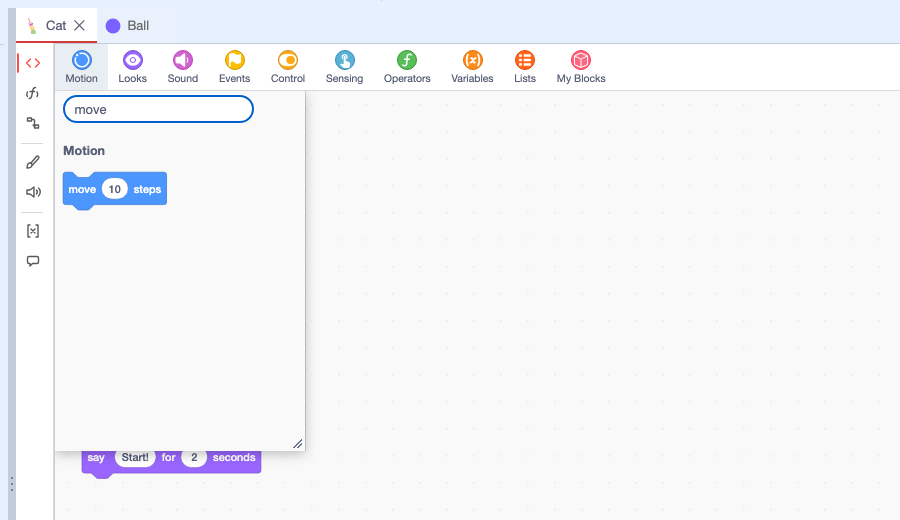 Cat Ball
Motion Looks Sound Events Control Sensing Operators Variables Lists My Blocks
move
Motion
move 10 steps
say Start! for 2 seconds